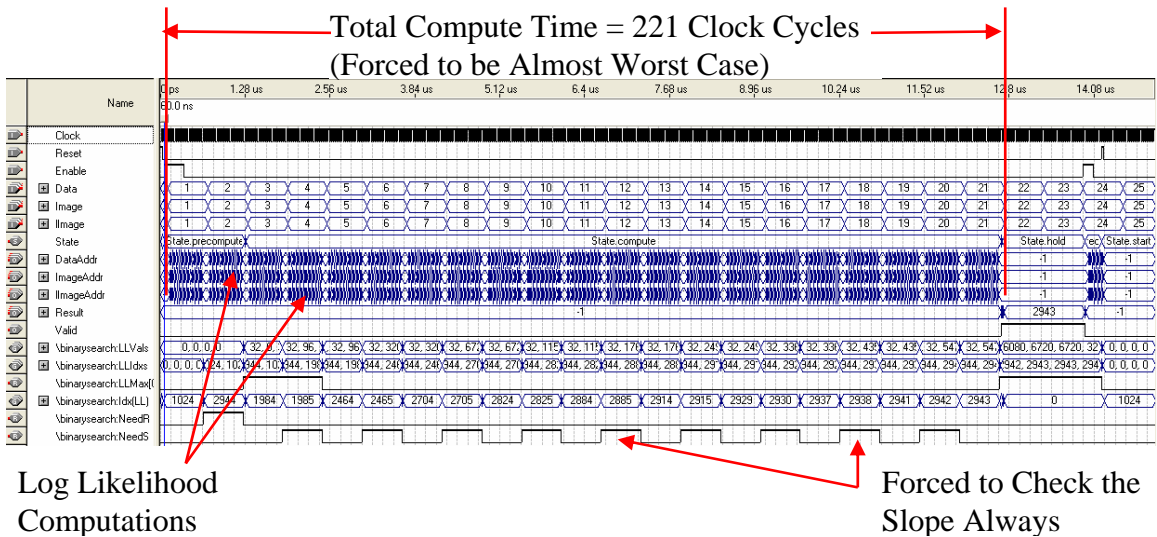 Total Compute Time = 221 Clock Cycles
(Forced to be Almost Worst Case)
Name
0 ps 1.28 us 2.56 us 3.84 us 5.12 us 6.4 us 7.68 us 8.96 us 10.24 us 11.52 us 12.8 us 14.08 us
Clock
Reset
Enable
Data 1 2 3 4 5 6 7 8 9 10 11 12 13 14 15 16 17 18 19 20 21 22 23 24 25
Image 1 2 3 4 5 6 7 8 9 10 11 12 13 14 15 16 17 18 19 20 21 22 23 24 25
IImage 1 2 3 4 5 6 7 8 9 10 11 12 13 14 15 16 17 18 19 20 21 22 23 24 25
State State.precompute State.compute State.hold State.start
DataAddr -1 -1
ImageAddr -1 -1
IImageAddr -1 -1
Result -1 2943 -1
Valid
\binarysearch:LLVals 0, 0, 0, 0 6080, 6720, 6720, 32 0, 0, 0, 0
\binarysearch:LLIdxs 942, 2943, 2943, 294 0, 0, 0, 0
\binarysearch:LLMax[(
\binarysearch:Idx(LL) 1024 2944 1984 1985 2464 2465 2704 2705 2824 2825 2884 2885 2914 2915 2929 2930 2937 2938 2941 2942 2943 0 1024
\binarysearch:NeedR
\binarysearch:NeedS
Log Likelihood
Computations
Forced to Check the
Slope Always